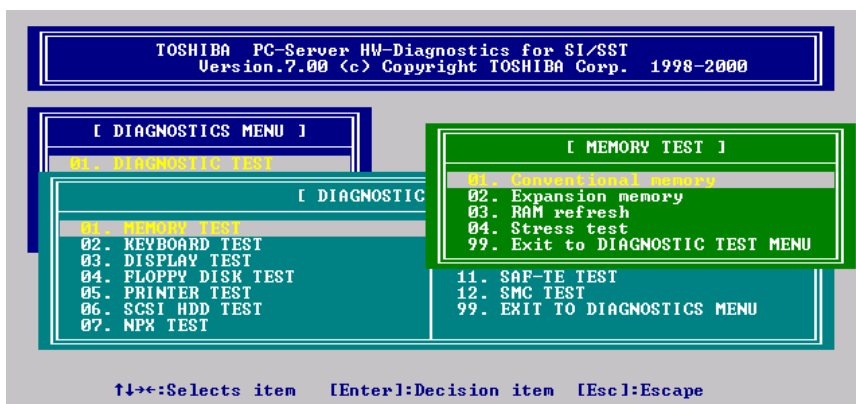 TOSHIBA PC-Server HW-Diagnostics for SI/SST
Version.7.00 (c) Copyright TOSHIBA Corp. 1998-2000
[ DIAGNOSTICS MENU ]
01. DIAGNOSTIC TEST
[ DIAGNOSTIC
01. MEMORY TEST
02. KEYBOARD TEST
03. DISPLAY TEST
04. FLOPPY DISK TEST
05. PRINTER TEST
06. SCSI HDD TEST
07. NPX TEST
11. SAF-TE TEST
12. SMC TEST
99. EXIT TO DIAGNOSTICS MENU
[ MEMORY TEST ]
01. Conventional memory
02. Expansion memory
03. RAM refresh
04. Stress test
99. Exit to DIAGNOSTIC TEST MENU
↑↓→←:Selects item [Enter]:Decision item [Esc]:Escape